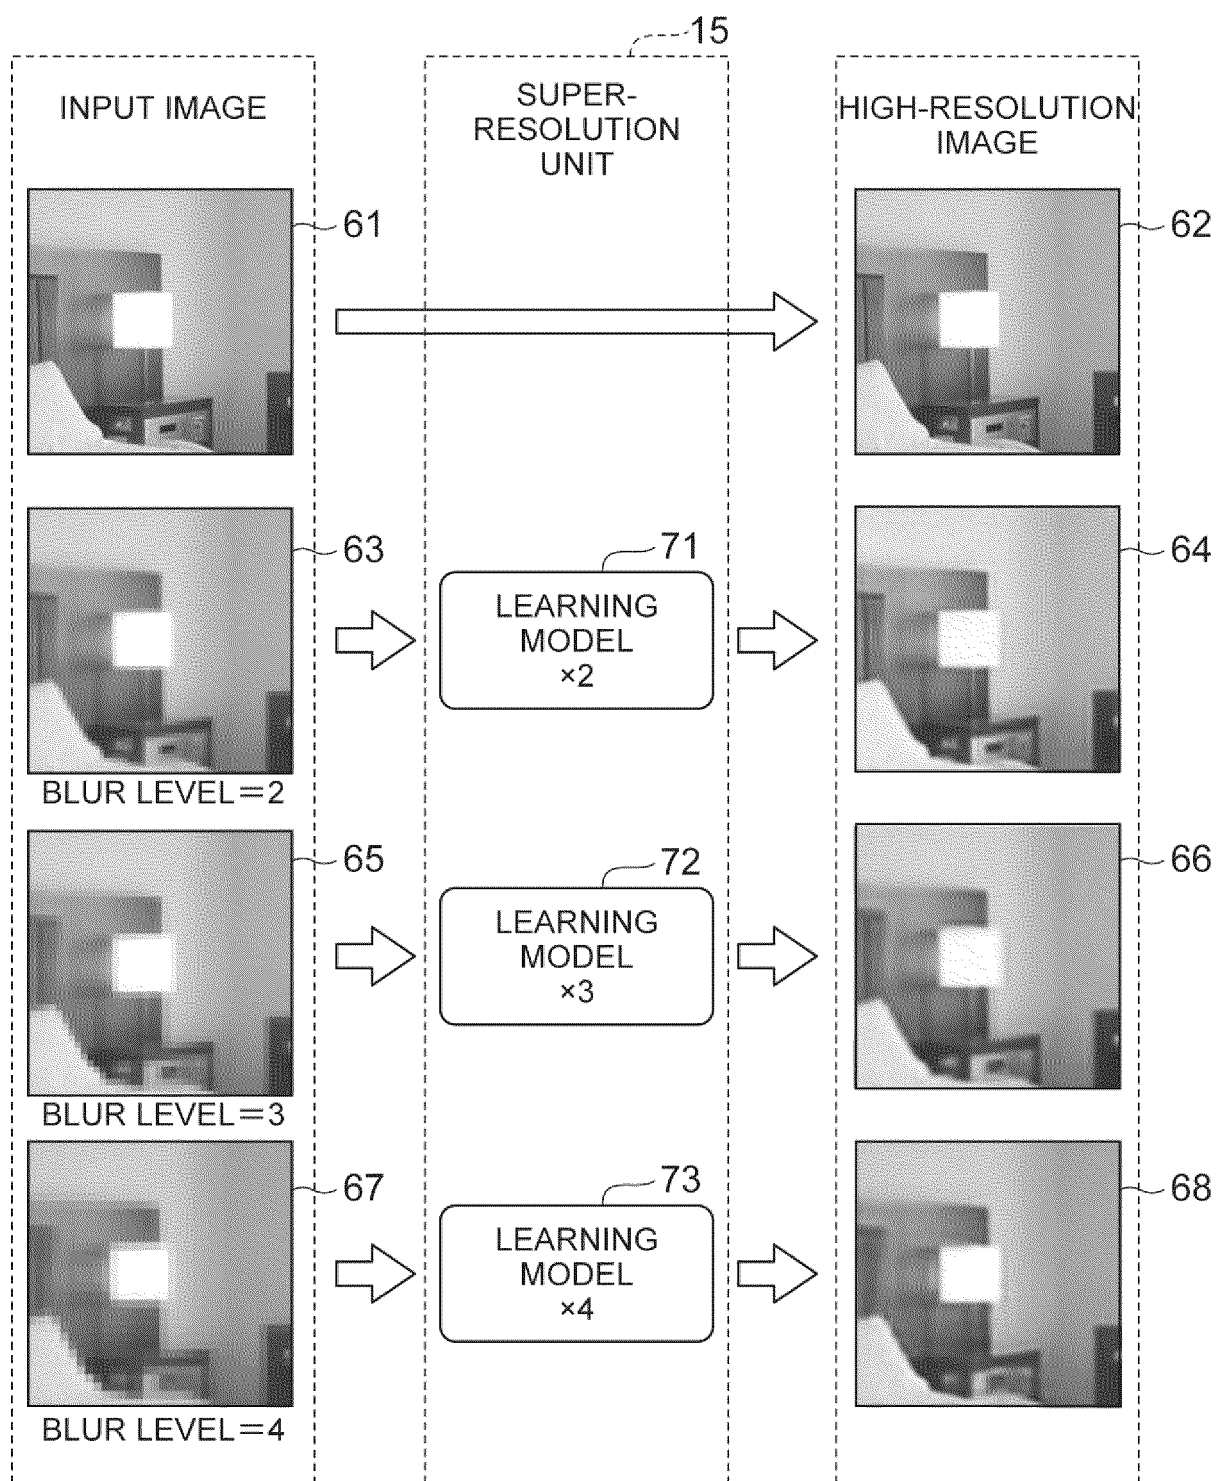 15
INPUT IMAGE
SUPER-
RESOLUTION
UNIT
HIGH-RESOLUTION
IMAGE
61
62
63
71
LEARNING
MODEL
×2
64
BLUR LEVEL=2
65
72
LEARNING
MODEL
×3
66
BLUR LEVEL=3
67
73
LEARNING
MODEL
×4
68
BLUR LEVEL=4